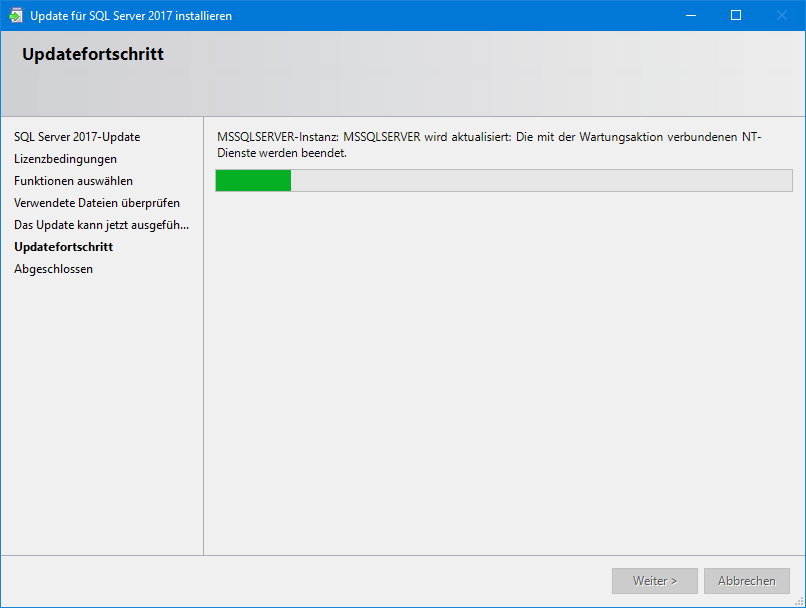 Update für SQL Server 2017 installieren
Updatefortschritt
SQL Server 2017-Update
Lizenzbedingungen
Funktionen auswählen
Verwendete Dateien überprüfen
Das Update kann jetzt ausgefüh...
Updatefortschritt
Abgeschlossen
MSSQLSERVER-Instanz: MSSQLSERVER wird aktualisiert: Die mit der Wartungsaktion verbundenen NT-
Dienste werden beendet.
Weiter >
Abbrechen